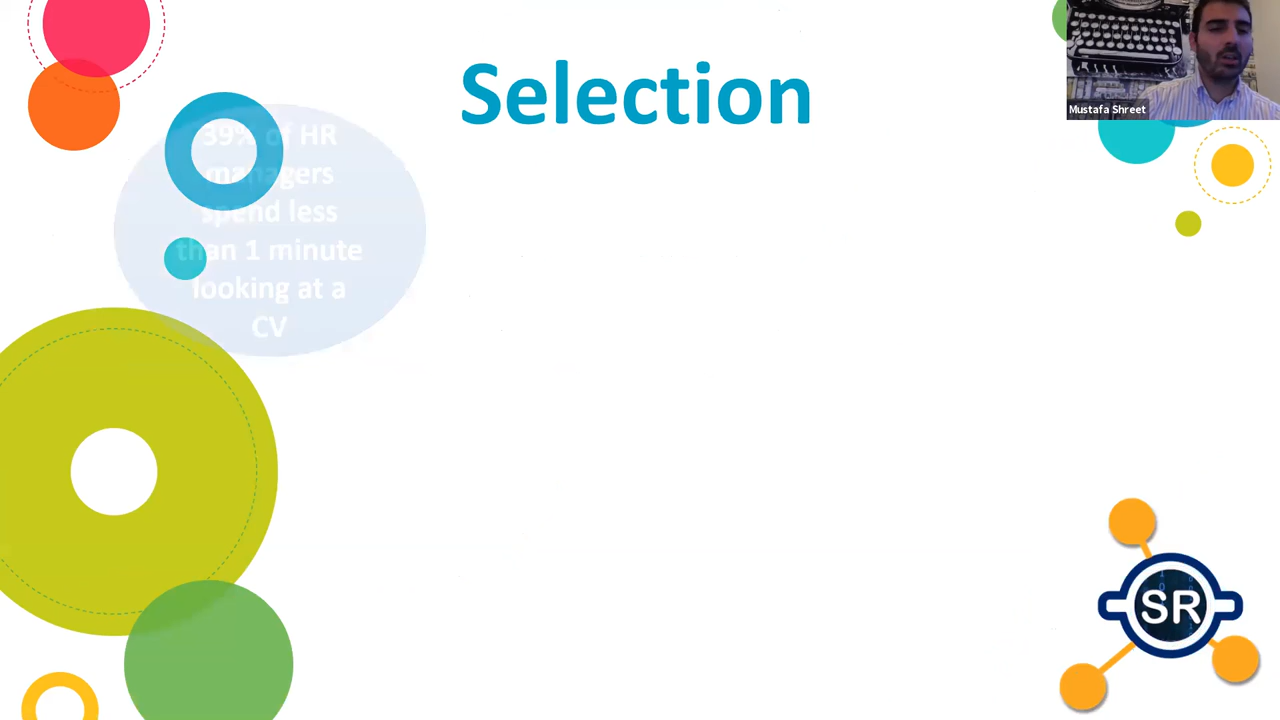 Selection
Mustafa Shreet
39% of HR
managers
spend less
than 1 minute
looking at a
CV
SR